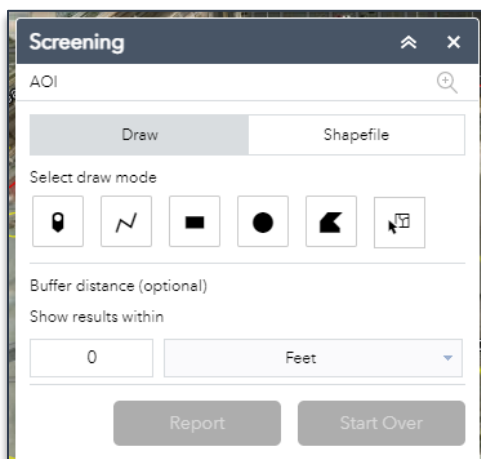 Screening
AOI
Draw Shapefile
Select draw mode
Buffer distance (optional)
Show results within
0 Feet
Report Start Over